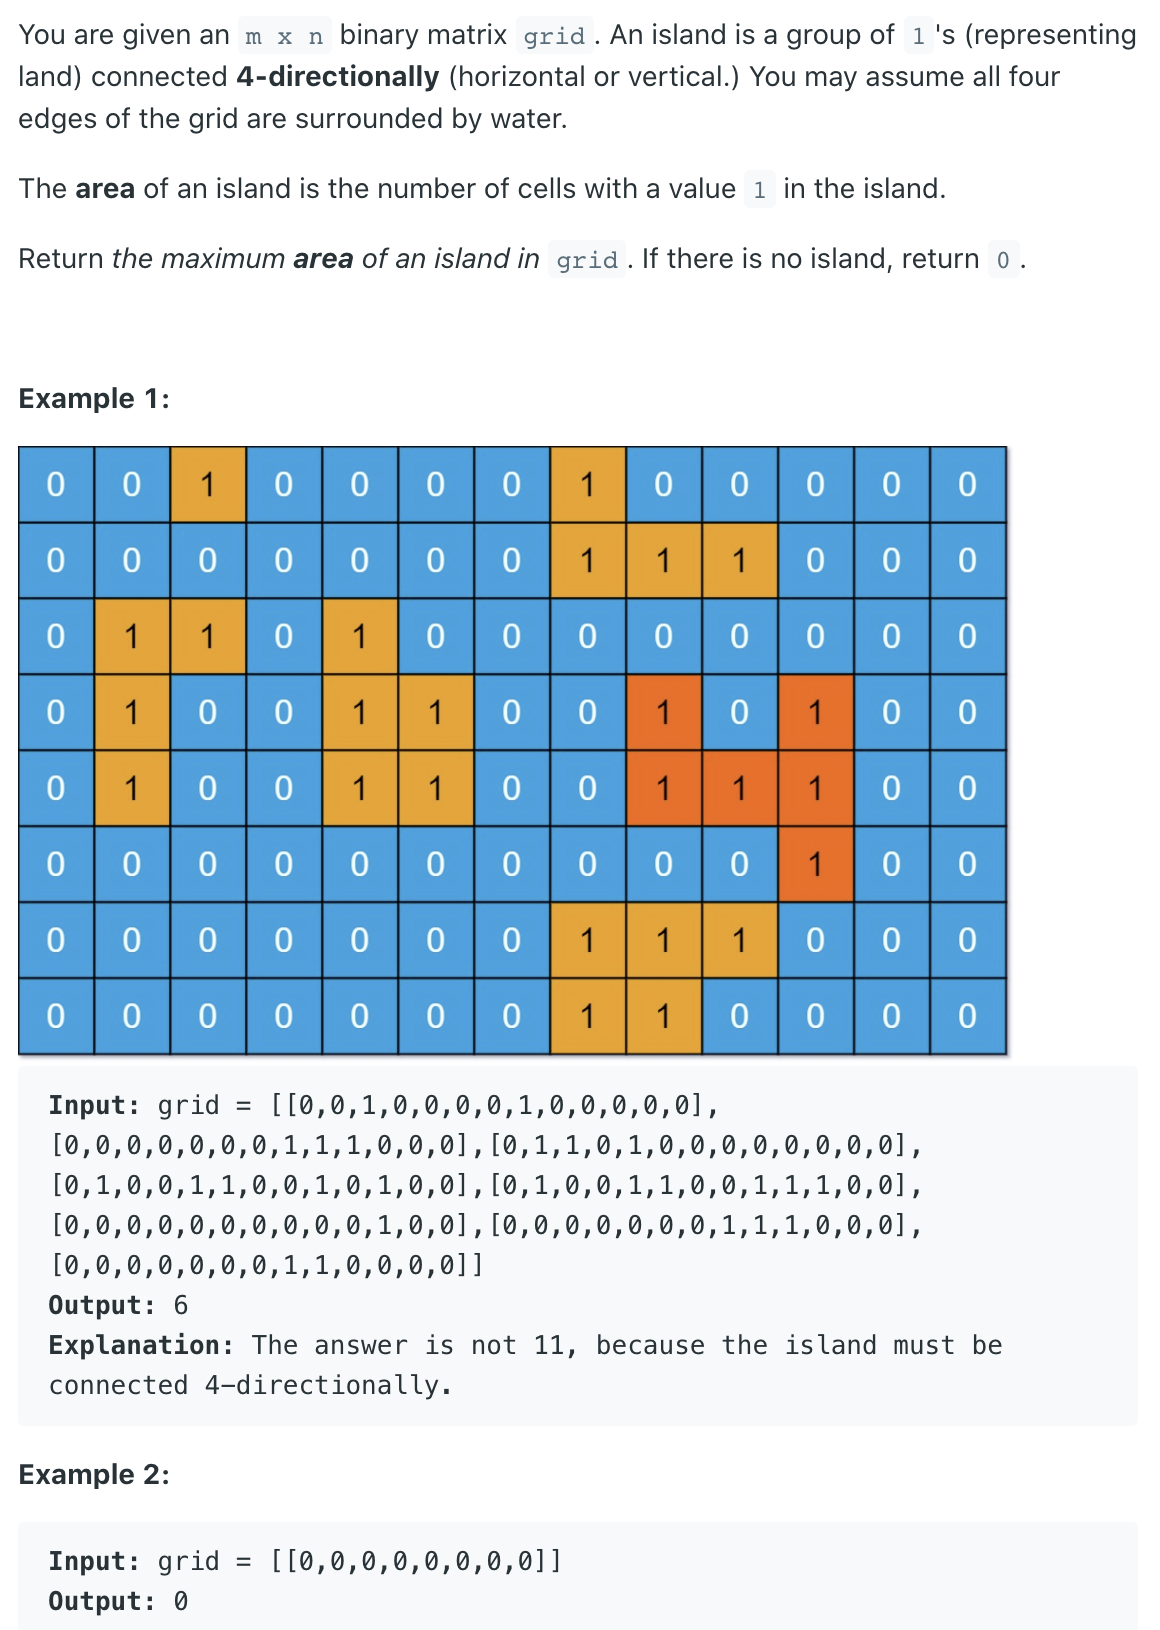 You are given an m x n binary matrix grid. An island is a group of 1's (representing
land) connected 4-directionally (horizontal or vertical.) You may assume all four
edges of the grid are surrounded by water.
The area of an island is the number of cells with a value 1 in the island.
Return the maximum area of an island in grid. If there is no island, return 0.
Example 1:
0 0 1 0 0 0 0 1 0 0 0 0 0
0 0 0 0 0 0 0 1 1 1 0 0 0
0 1 1 0 1 0 0 0 0 0 0 0 0
0 1 0 0 1 1 0 0 1 0 1 0 0
0 1 0 0 1 1 0 0 1 1 1 0 0
0 0 0 0 0 0 0 0 0 0 1 0 0
0 0 0 0 0 0 0 1 1 1 0 0 0
0 0 0 0 0 0 0 1 1 0 0 0 0
Input: grid = [[0,0,1,0,0,0,0,1,0,0,0,0,0],
[0,0,0,0,0,0,0,1,1,1,0,0,0],[0,1,1,0,1,0,0,0,0,0,0,0,0],
[0,1,0,0,1,1,0,0,1,0,1,0,0],[0,1,0,0,1,1,0,0,1,1,1,0,0],
[0,0,0,0,0,0,0,0,0,0,1,0,0],[0,0,0,0,0,0,0,1,1,1,0,0,0],
[0,0,0,0,0,0,0,1,1,0,0,0,0]]
Output: 6
Explanation: The answer is not 11, because the island must be
connected 4-directionally.
Example 2:
Input: grid = [[0,0,0,0,0,0,0,0]]
Output: 0